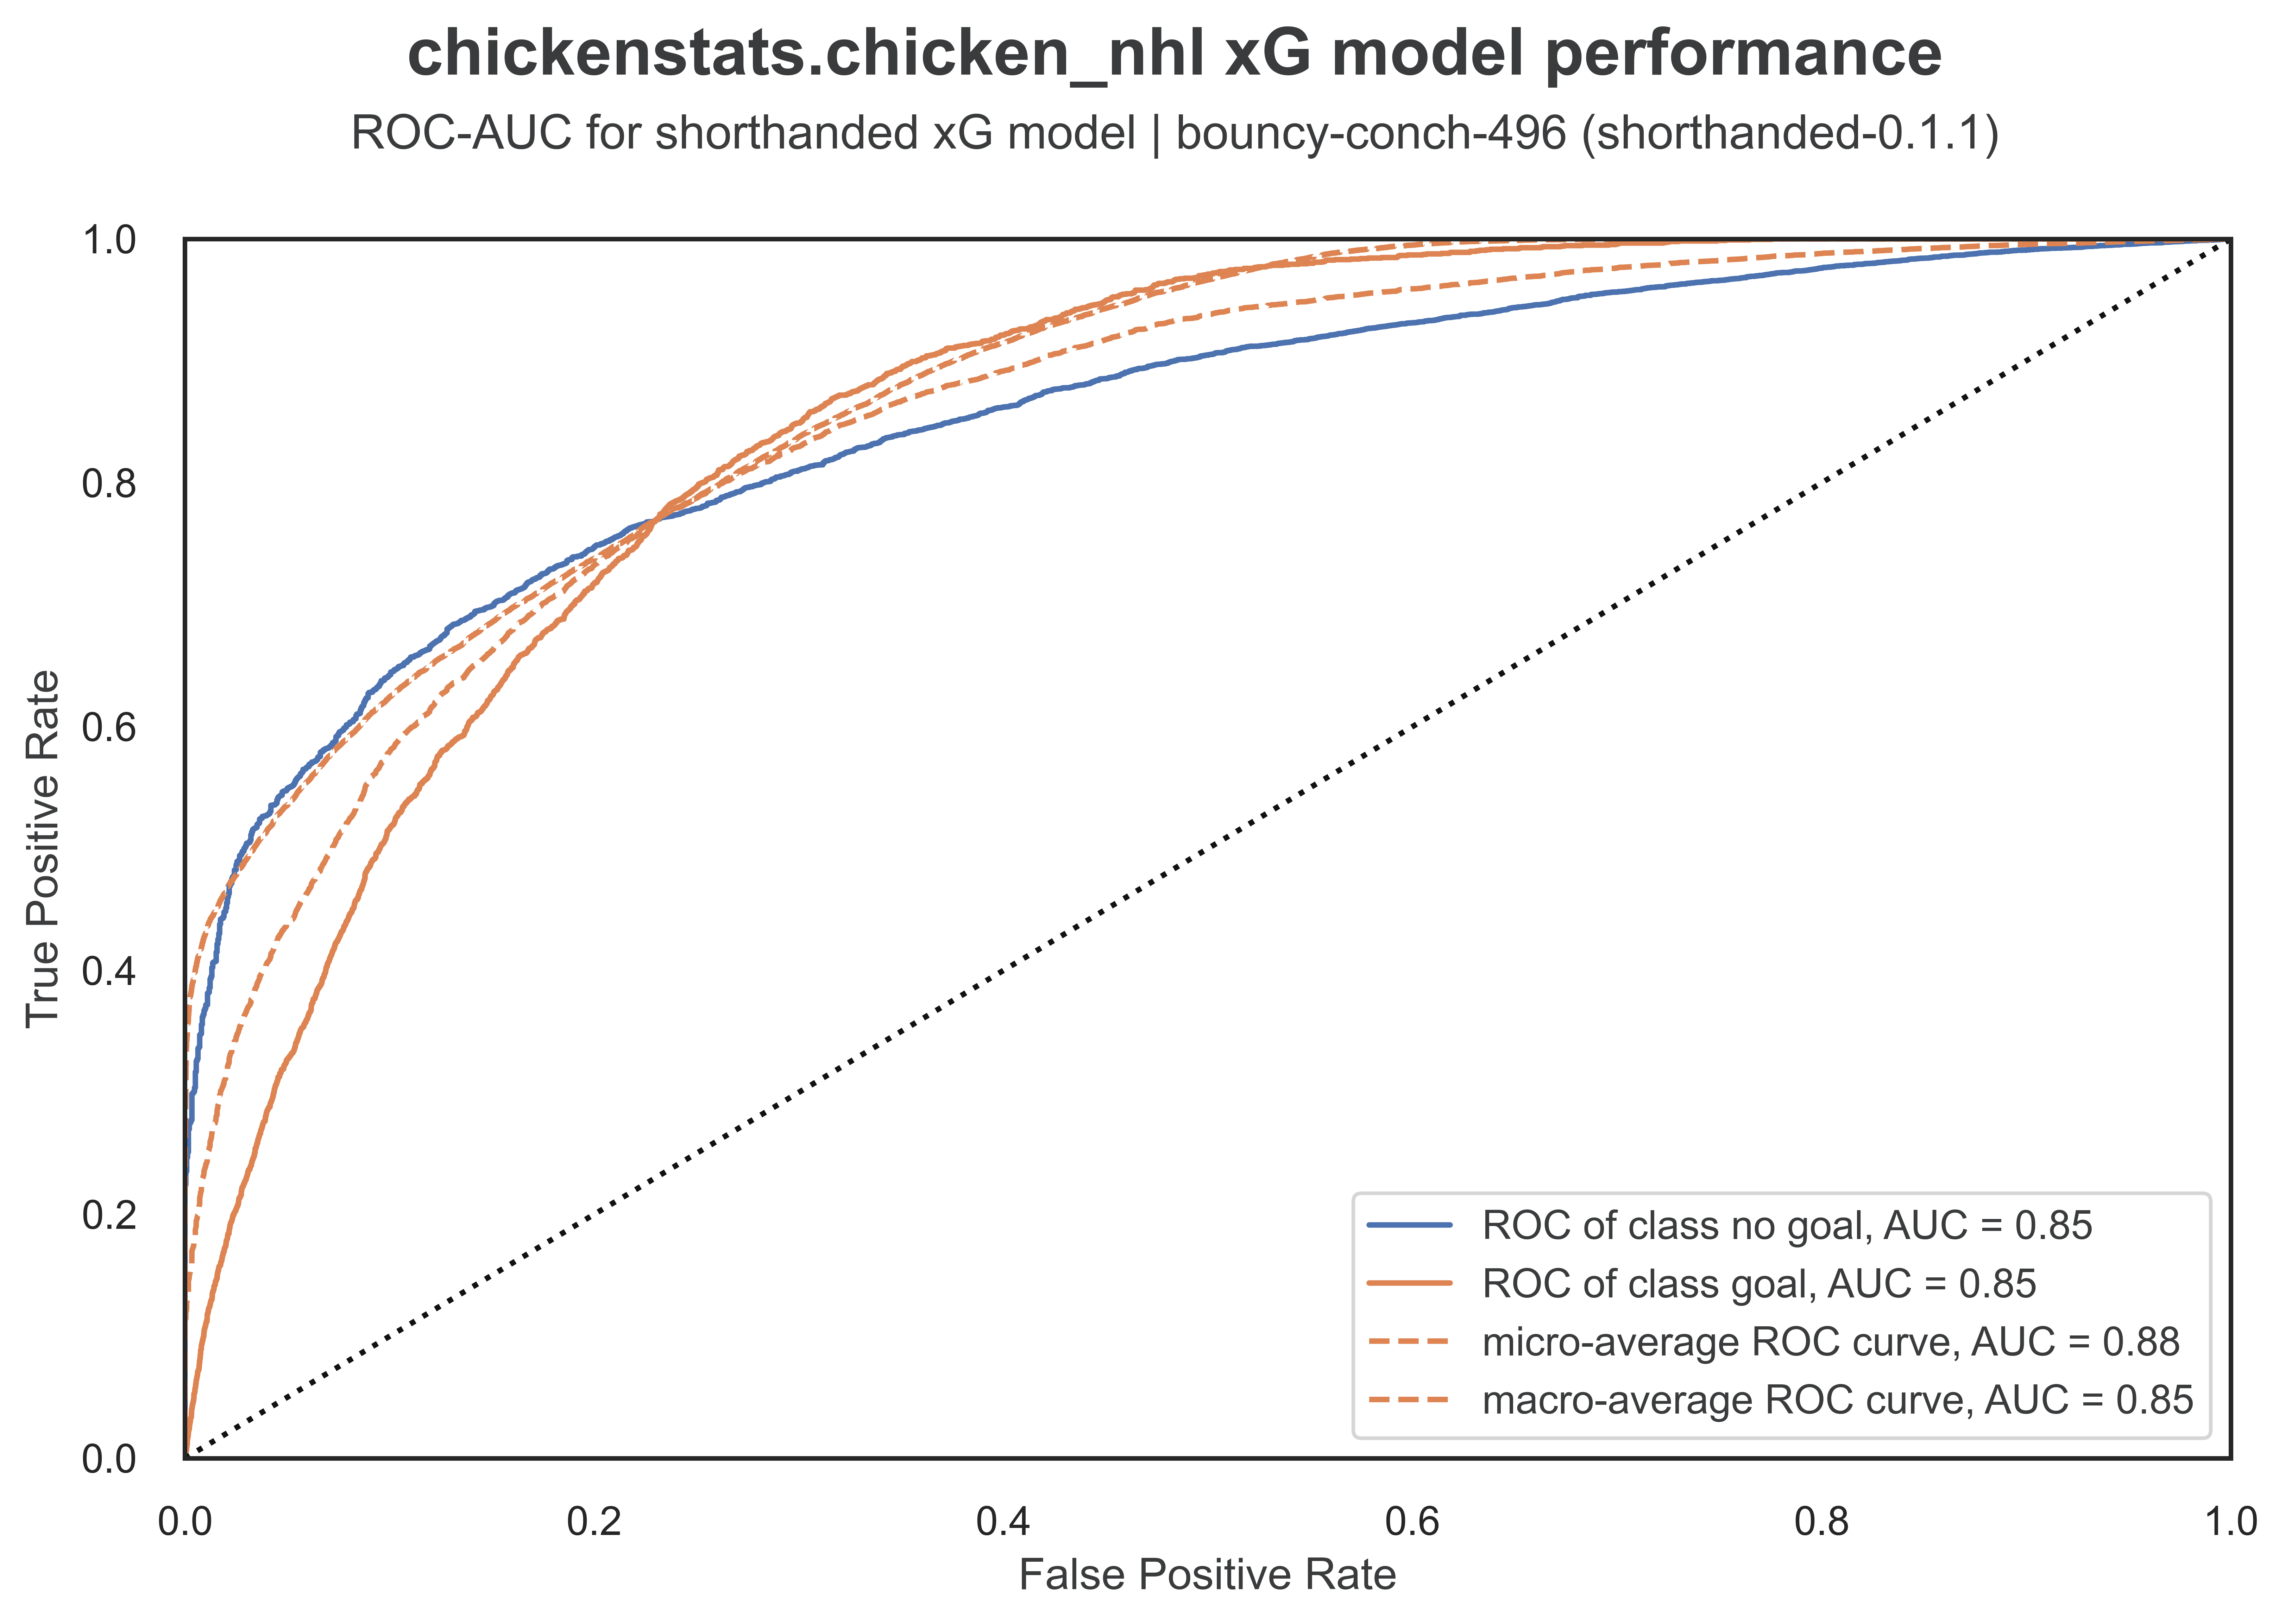 chickenstats.chicken_nhl xG model performance
ROC-AUC for shorthanded xG model | bouncy-conch-496 (shorthanded-0.1.1)
True Positive Rate
1.0
0.8
0.6
0.4
0.2
0.0
ROC of class no goal, AUC = 0.85
ROC of class goal, AUC = 0.85
micro-average ROC curve, AUC = 0.88
macro-average ROC curve, AUC = 0.85
0.0 0.2 0.4 0.6 0.8 1.0
False Positive Rate